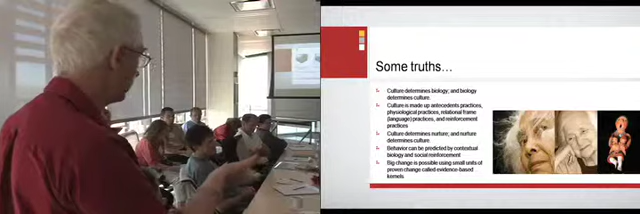 Some truths…
Culture determines biology; and biology
determines culture
Culture is made up antecedents practices,
physiological practices, relational frame
(language) practices, and reinforcement
practices
Culture determines nurture; and nurture
determines culture
Behavior can be predicted by contextual
biology and social reinforcement
Big change is possible using small units of
proven change called evidence-based
kernels